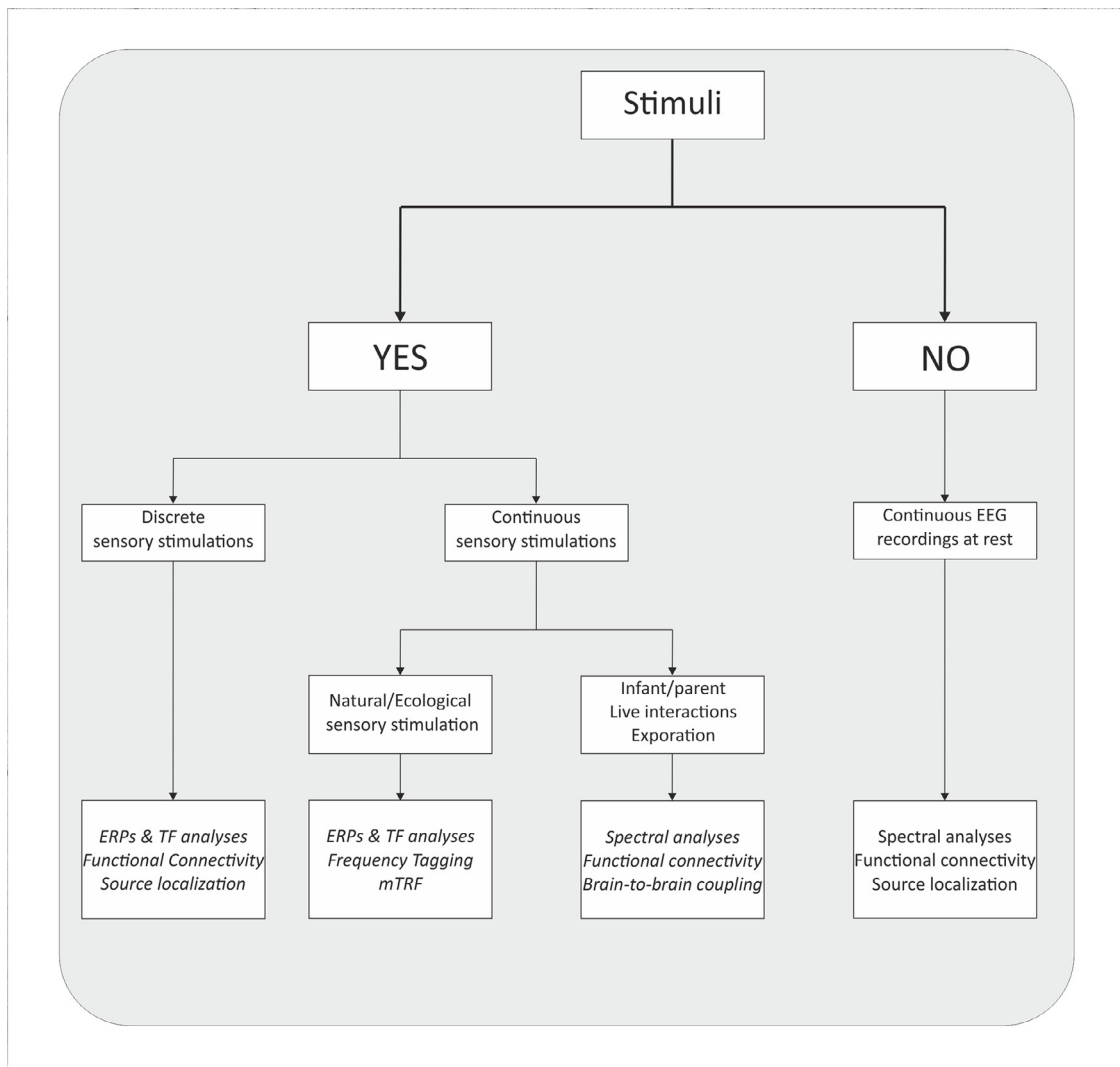 Stimuli
YES
NO
Discrete
sensory stimulations
Continuous
sensory stimulations
Continuous EEG
recordings at rest
Natural/Ecological
sensory stimulation
Infant/parent
Live interactions
Exporation
ERPs & TF analyses
Functional Connectivity
Source localization
ERPs & TF analyses
Frequency Tagging
mTRF
Spectral analyses
Functional connectivity
Brain-to-brain coupling
Spectral analyses
Functional connectivity
Source localization